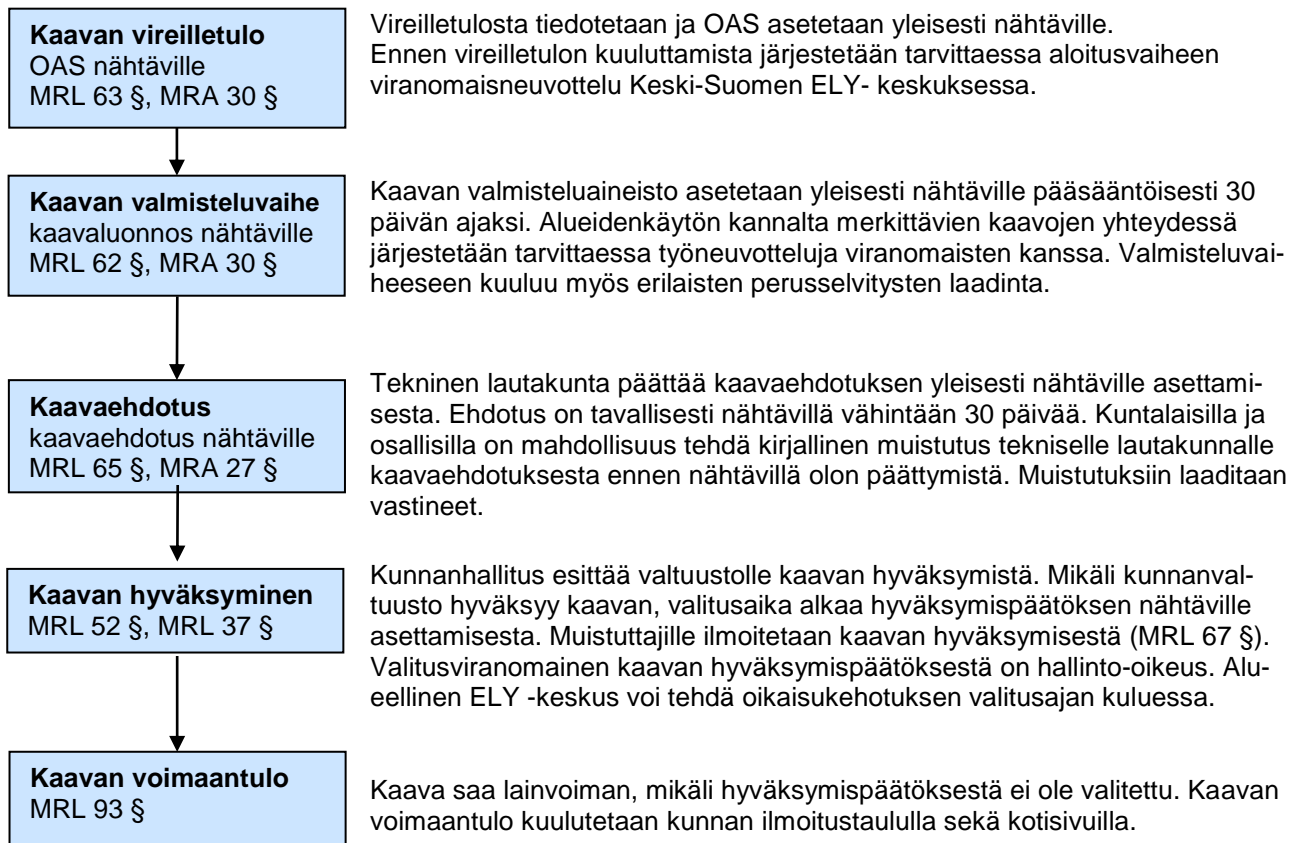 Kaavan vireilletulo
OAS nähtäville
MRL 63 §, MRA 30 §
Vireilletulosta tiedotetaan ja OAS asetetaan yleisesti nähtäville.
Ennen vireilletulon kuuluttamista järjestetään tarvittaessa aloitusvaiheen
viranomaisneuvottelu Keski-Suomen ELY- keskuksessa.
Kaavan valmisteluvaihe
kaavaluonnos nähtäville
MRL 62 §, MRA 30 §
Kaavan valmisteluaineisto asetetaan yleisesti nähtäville pääsääntöisesti 30
päivän ajaksi. Alueidenkäytön kannalta merkittävien kaavojen yhteydessä
järjestetään tarvittaessa työneuvotteluja viranomaisten kanssa. Valmisteluvai-
heeseen kuuluu myös erilaisten perusselvitysten laadinta.
Kaavaehdotus
kaavaehdotus nähtäville
MRL 65 §, MRA 27 §
Tekninen lautakunta päättää kaavaehdotuksen yleisesti nähtäville asettami-
sesta. Ehdotus on tavallisesti nähtävillä vähintään 30 päivää. Kuntalaisilla ja
osallisilla on mahdollisuus tehdä kirjallinen muistutus tekniselle lautakunnalle
kaavaehdotuksesta ennen nähtävillä olon päättymistä. Muistutuksiin laaditaan
vastineet.
Kaavan hyväksyminen
MRL 52 §, MRL 37 §
Kunnanhallitus esittää valtuustolle kaavan hyväksymistä. Mikäli kunnanval-
tuusto hyväksyy kaavan, valitusaika alkaa hyväksymispäätöksen nähtäville
asettamisesta. Muistuttajille ilmoitetaan kaavan hyväksymisestä (MRL 67 §).
Valitusviranomainen kaavan hyväksymispäätöksestä on hallinto-oikeus. Alu-
eellinen ELY -keskus voi tehdä oikaisukehotuksen valitusajan kuluessa.
Kaavan voimaantulo
MRL 93 §
Kaava saa lainvoiman, mikäli hyväksymispäätöksestä ei ole valitettu. Kaavan
voimaantulo kuulutetaan kunnan ilmoitustaululla sekä kotisivuilla.